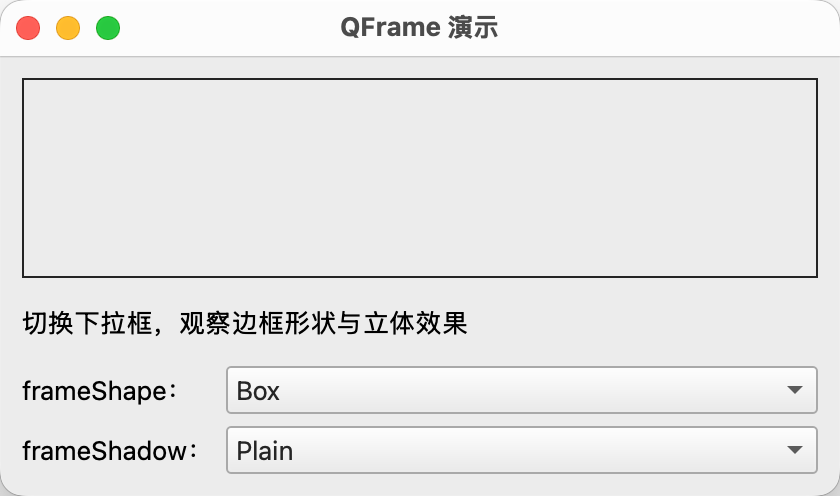 QFrame 演示
切换下拉框，观察边框形状与立体效果
frameShape：
Box
frameShadow：
Plain